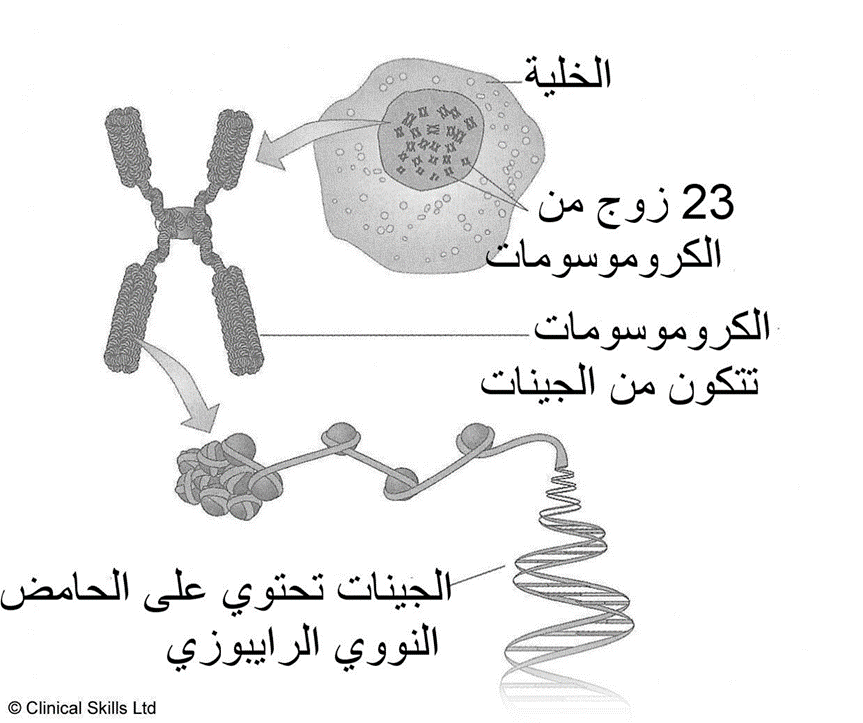 الخلية
23 زوج من
الكروموسومات
الكروموسومات
تتكون من الجينات
الجينات تحتوي على الحامض
النووي الرايبوزي
© Clinical Skills Ltd